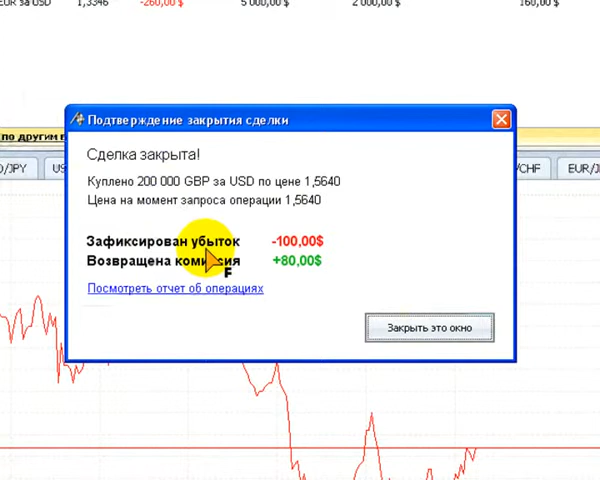 EUR за USD 1,3346 -260,00 $ 5 000,00 $ 2 000,00 $ 160,00 $
Подтверждение закрытия сделки
по другим в
D/JPY US /CHF EUR/J
Сделка закрыта!
Куплено 200 000 GBP за USD по цене 1,5640
Цена на момент запроса операции 1,5640
Зафиксирован убыток -100,00$
Возвращена комиссия +80,00$
Посмотреть отчет об операциях
Закрыть это окно